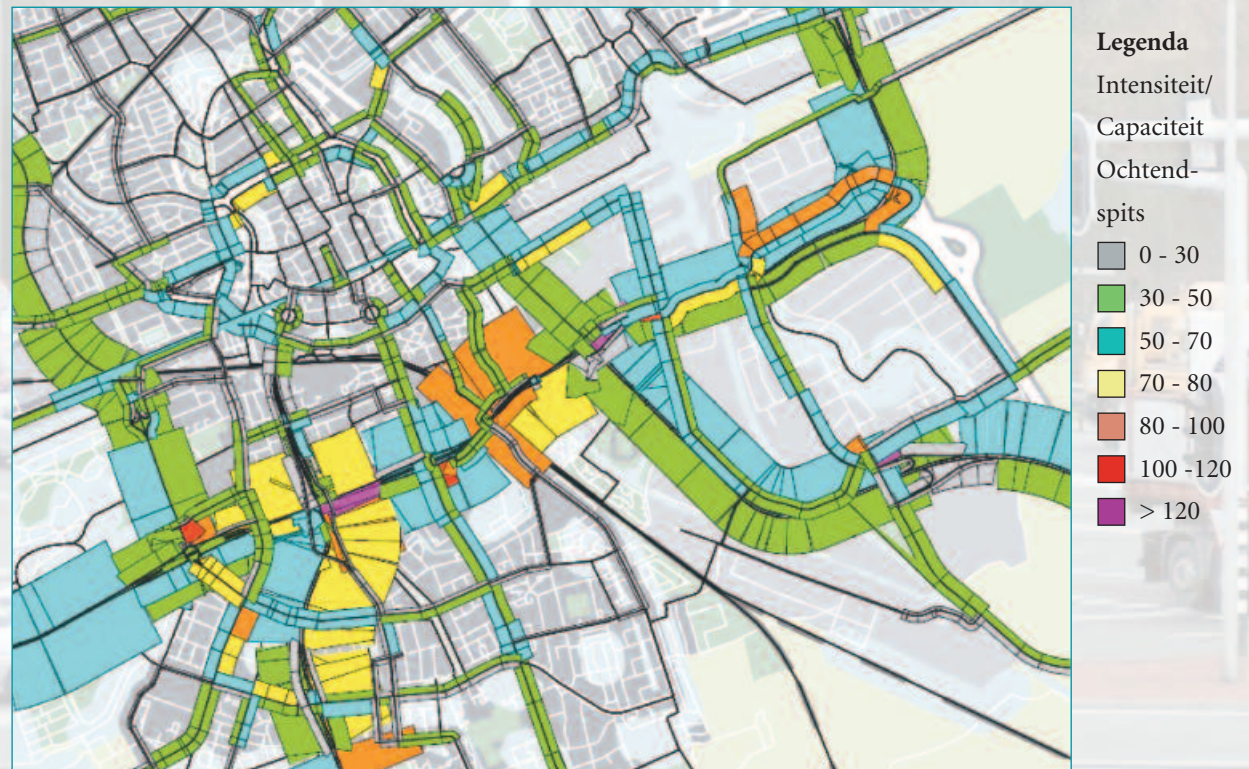 Legenda
Intensiteit/
Capaciteit
Ochtend-
spits
0 - 30
30 - 50
50 - 70
70 - 80
80 - 100
100 -120
> 120